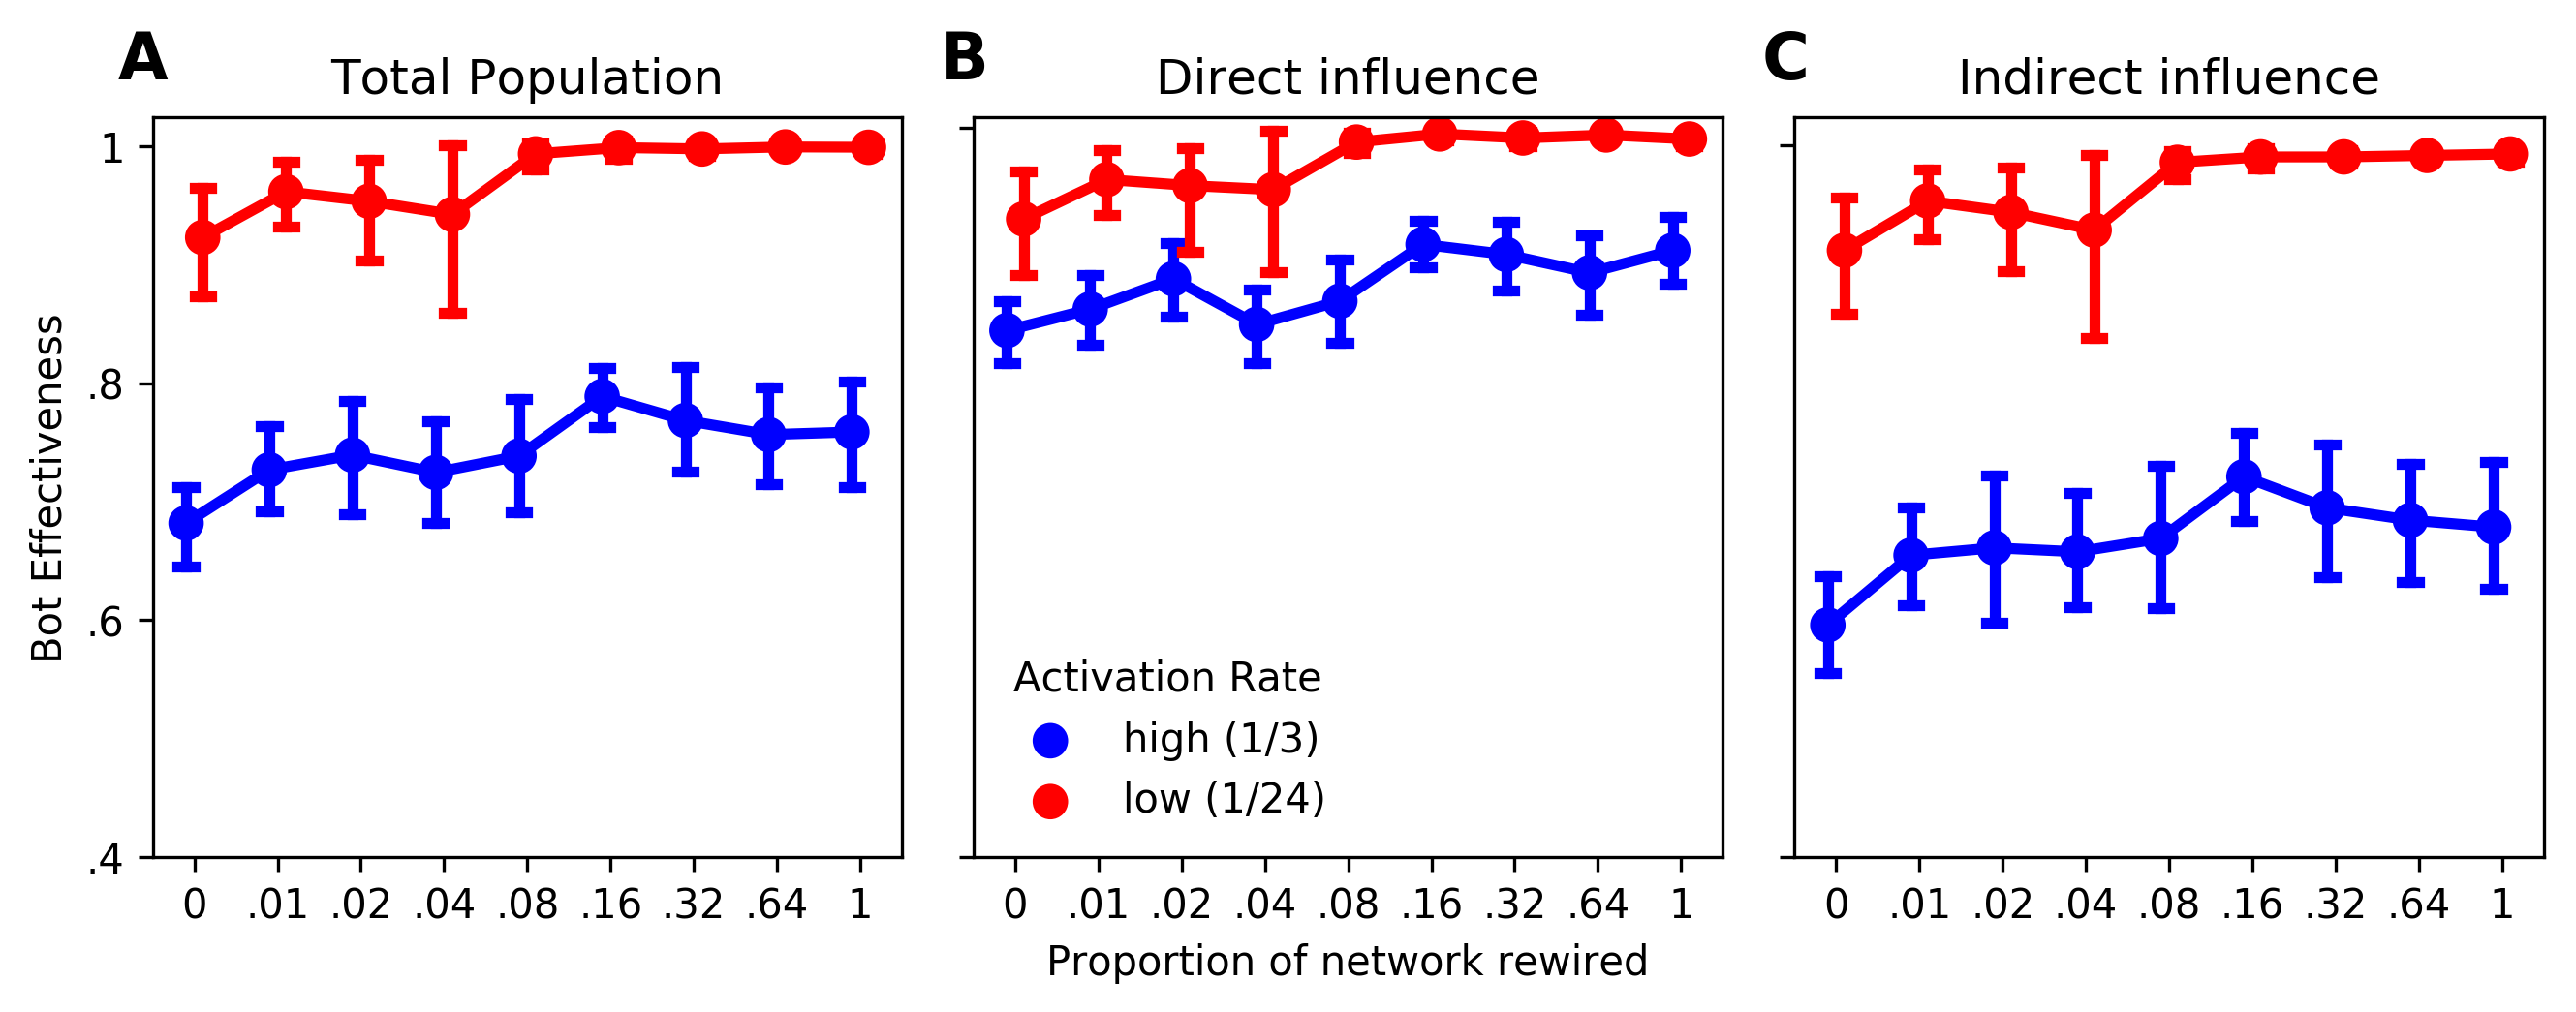 A
Total Population
B
Direct influence
C
Indirect influence
Bot Effectiveness
1
.8
.6
.4
0 .01 .02 .04 .08 .16 .32 .64 1
Activation Rate
high (1/3)
low (1/24)
0 .01 .02 .04 .08 .16 .32 .64 1
0 .01 .02 .04 .08 .16 .32 .64 1
Proportion of network rewired